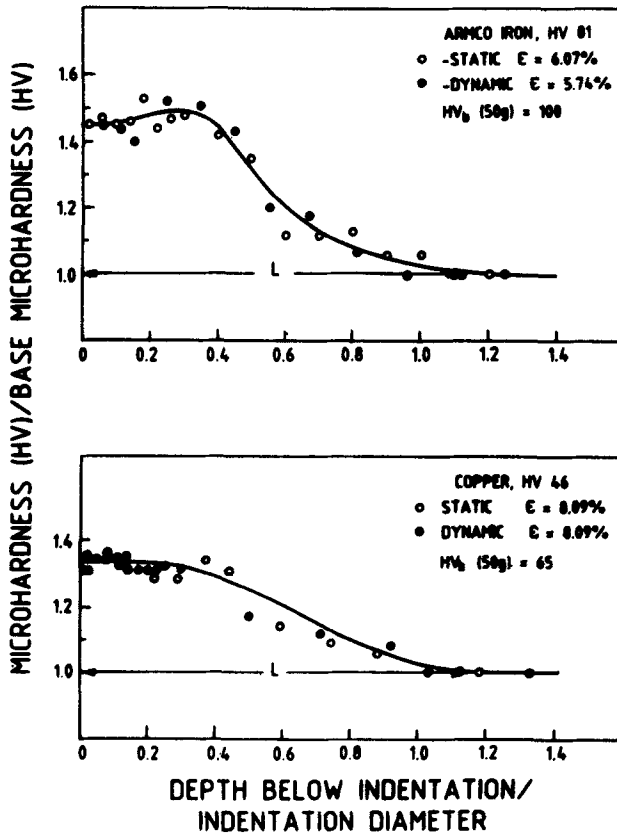 MICROHARDNESS (HV)/BASE MICROHARDNESS (HV)
ARMCO IRON, HV 81
-STATIC ε = 6.07%
-DYNAMIC ε = 5.74%
HVb (50g) = 100
1.6
1.4
1.2
1.0
L
0 0.2 0.4 0.6 0.8 1.0 1.2 1.4
COPPER, HV 46
STATIC ε = 8.09%
DYNAMIC ε = 8.09%
HVb (50g) = 65
1.4
1.2
1.0
L
0 0.2 0.4 0.6 0.8 1.0 1.2 1.4
DEPTH BELOW INDENTATION/
INDENTATION DIAMETER